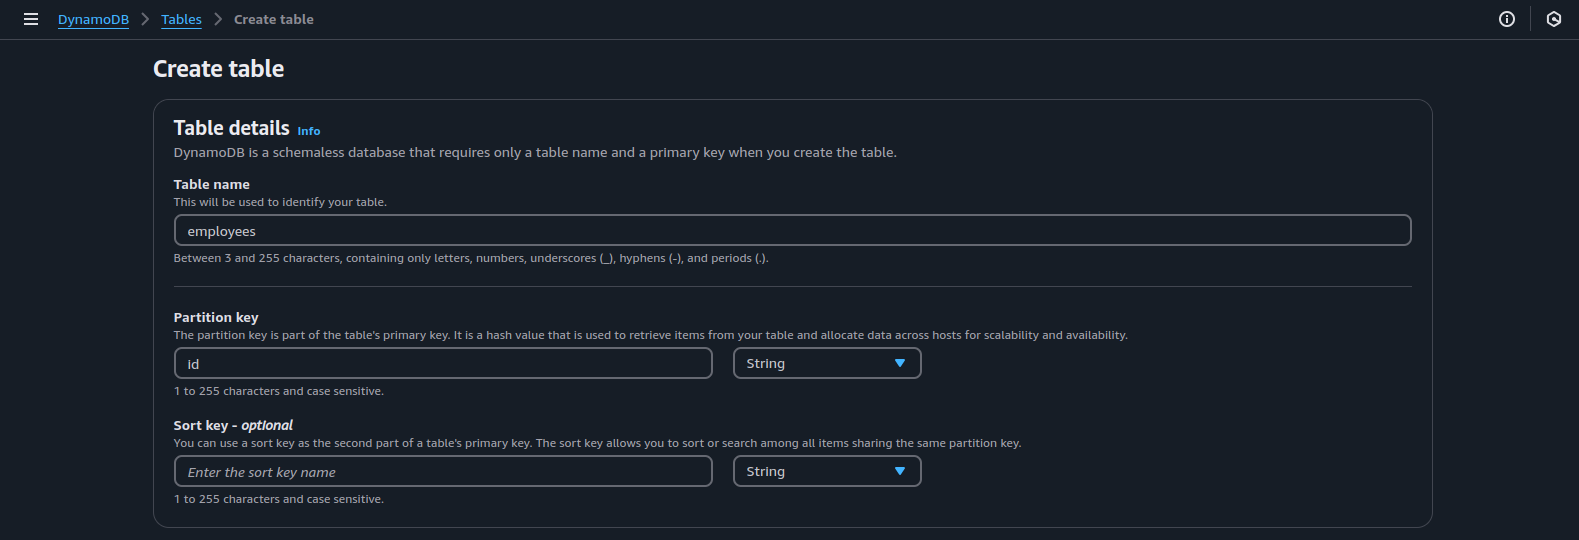 DynamoDB > Tables > Create table
Create table
Table details Info
DynamoDB is a schemaless database that requires only a table name and a primary key when you create the table.
Table name
This will be used to identify your table.
employees
Between 3 and 255 characters, containing only letters, numbers, underscores (_), hyphens (-), and periods (.).
Partition key
The partition key is part of the table's primary key. It is a hash value that is used to retrieve items from your table and allocate data across hosts for scalability and availability.
id String
1 to 255 characters and case sensitive.
Sort key - optional
You can use a sort key as the second part of a table's primary key. The sort key allows you to sort or search among all items sharing the same partition key.
Enter the sort key name String
1 to 255 characters and case sensitive.